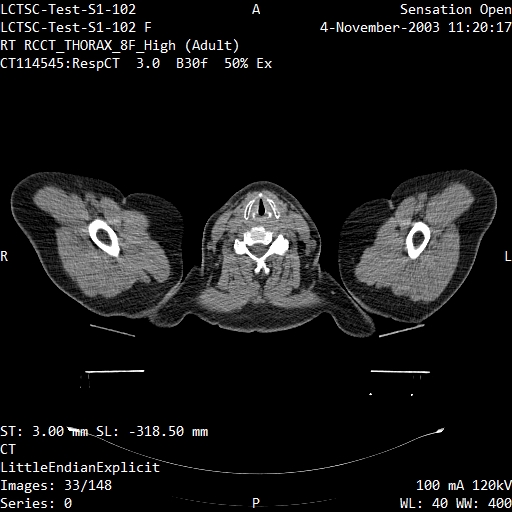 LCTSC-Test-S1-102
A
Sensation Open
LCTSC-Test-S1-102 F
4-November-2003 11:20:17
RT RCCT_THORAX_8F_High (Adult)
CT114545:RespCT  3.0  B30f  50% Ex
R
L
ST: 3.00 mm SL: -318.50 mm
CT
LittleEndianExplicit
Images: 33/148
100 mA 120kV
Series: 0
P
WL: 40 WW: 400